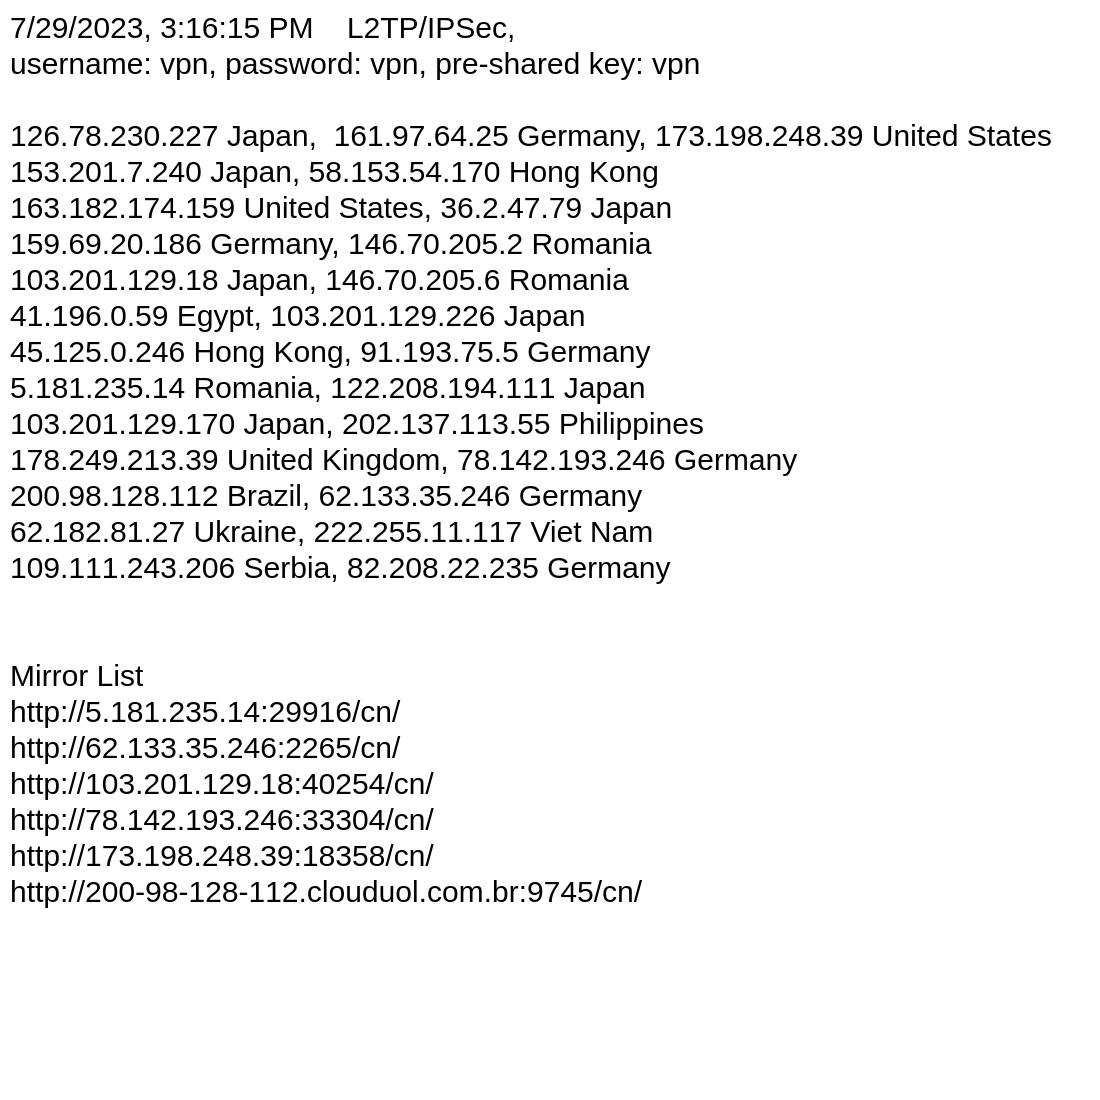 7/29/2023, 3:16:15 PM    L2TP/IPSec,
username: vpn, password: vpn, pre-shared key: vpn
126.78.230.227 Japan,  161.97.64.25 Germany, 173.198.248.39 United States
153.201.7.240 Japan, 58.153.54.170 Hong Kong
163.182.174.159 United States, 36.2.47.79 Japan
159.69.20.186 Germany, 146.70.205.2 Romania
103.201.129.18 Japan, 146.70.205.6 Romania
41.196.0.59 Egypt, 103.201.129.226 Japan
45.125.0.246 Hong Kong, 91.193.75.5 Germany
5.181.235.14 Romania, 122.208.194.111 Japan
103.201.129.170 Japan, 202.137.113.55 Philippines
178.249.213.39 United Kingdom, 78.142.193.246 Germany
200.98.128.112 Brazil, 62.133.35.246 Germany
62.182.81.27 Ukraine, 222.255.11.117 Viet Nam
109.111.243.206 Serbia, 82.208.22.235 Germany
Mirror List
http://5.181.235.14:29916/cn/
http://62.133.35.246:2265/cn/
http://103.201.129.18:40254/cn/
http://78.142.193.246:33304/cn/
http://173.198.248.39:18358/cn/
http://200-98-128-112.clouduol.com.br:9745/cn/